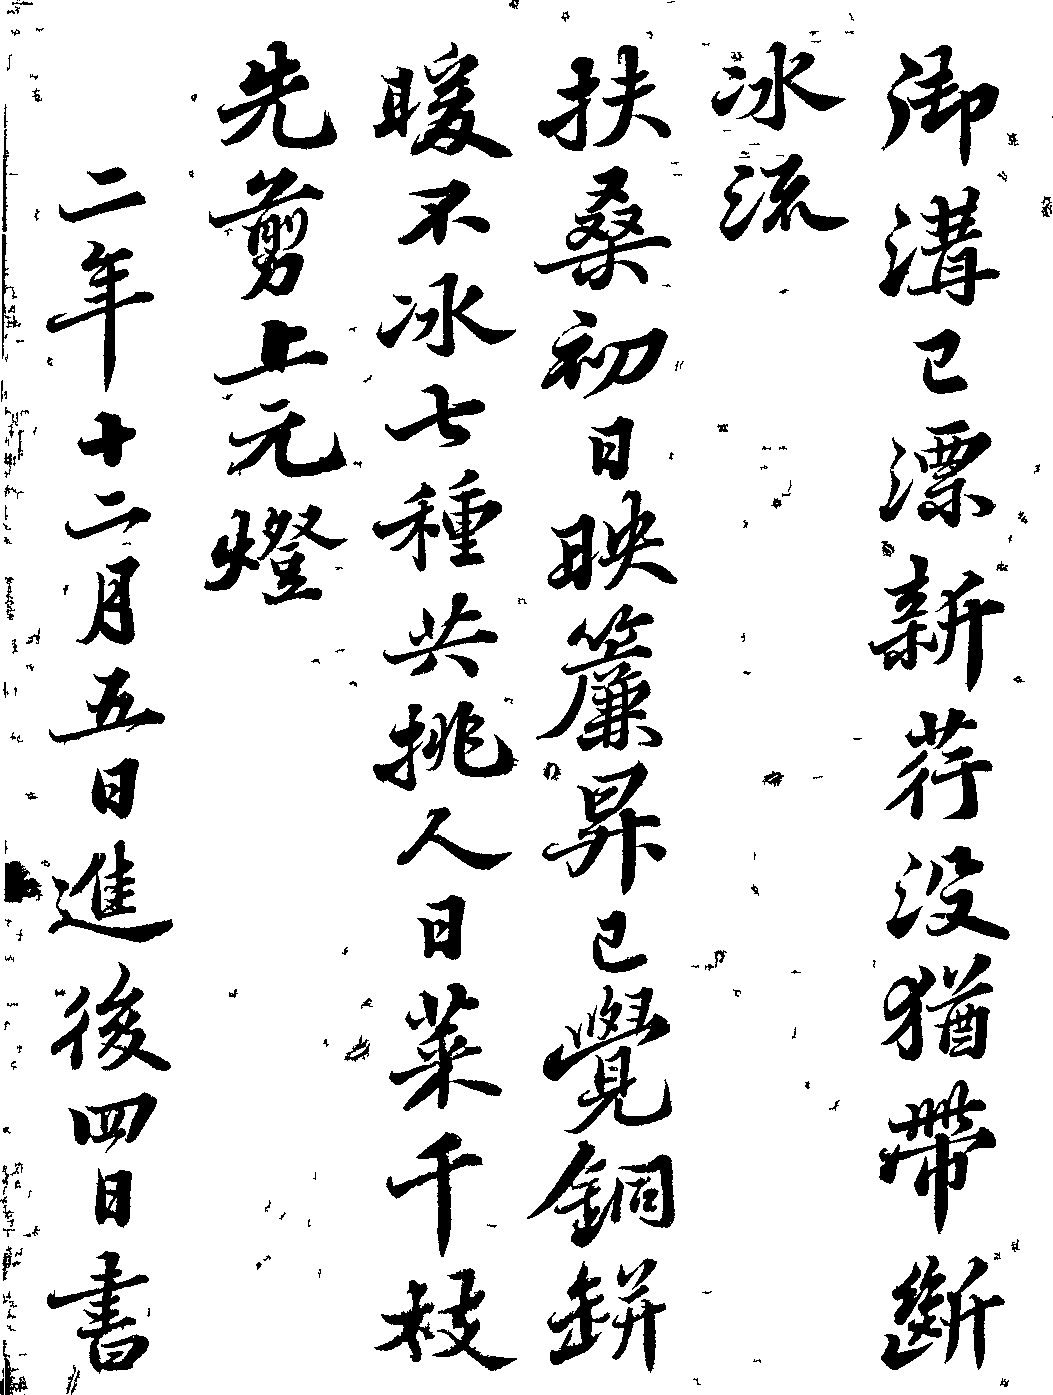 御溝已漂新荇没猶帶斷
冰流
扶桑初日映簾昇已覺銅缾
暖不冰七種共挑人日菜千枝
先剪上元燈
二年十二月五日進後四日書